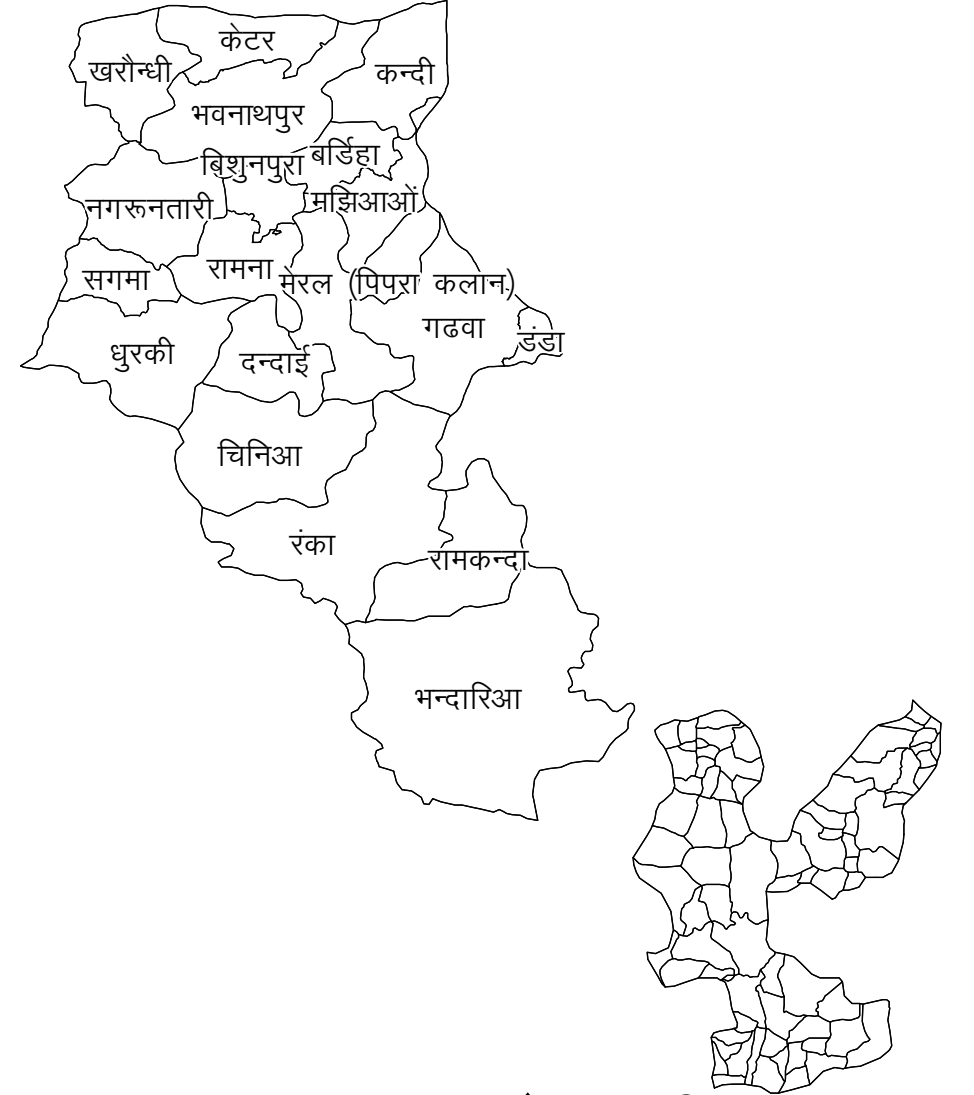 केटर
खरौन्धी
कन्दी
भवनाथपुर
बर्डिहा
बिशुनपुरा
मझिआओं
नगरूनतारी
रामना
सगमा
मेरल (पिपरा कलान)
गढवा
डंडा
धुरकी
दन्दाई
चिनिआ
रंका
रामकन्दा
भन्दारिआ